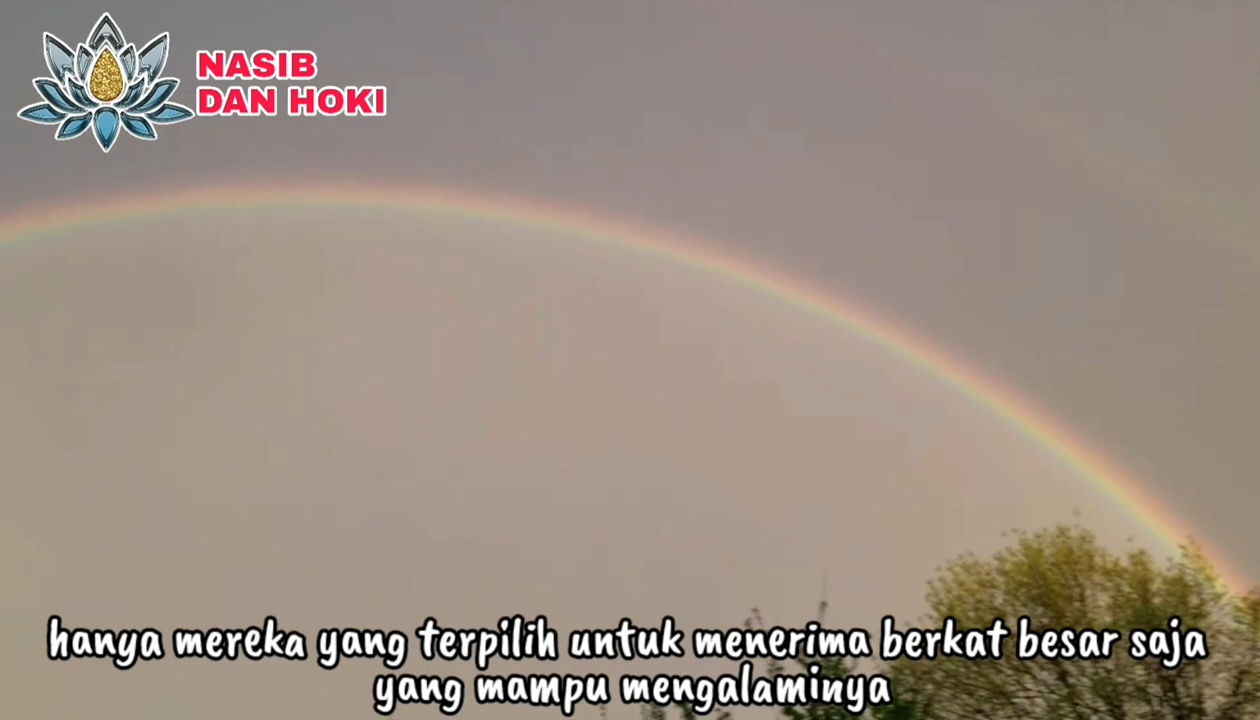 NASIB
DAN HOKI
hanya mereka yang terpilih untuk menerima berkat besar saja
yang mampu mengalaminya